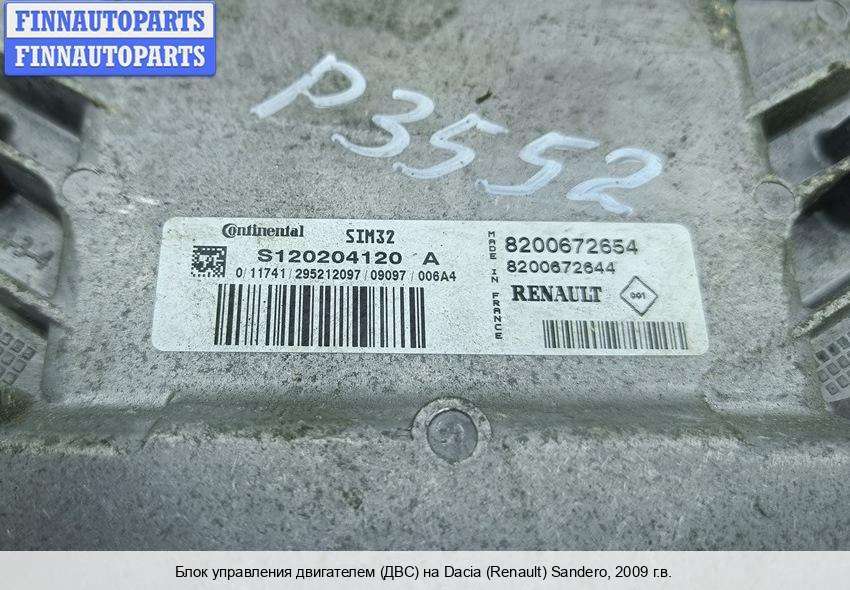 FINNAUTOPARTS
FINNAUTOPARTS
P3552
Continental SIM32
S120204120 A
0/11741/295212097/09097/006A4
MADE IN FRANCE
8200672654
8200672644
RENAULT
001
Блок управления двигателем (ДВС) на Dacia (Renault) Sandero, 2009 г.в.